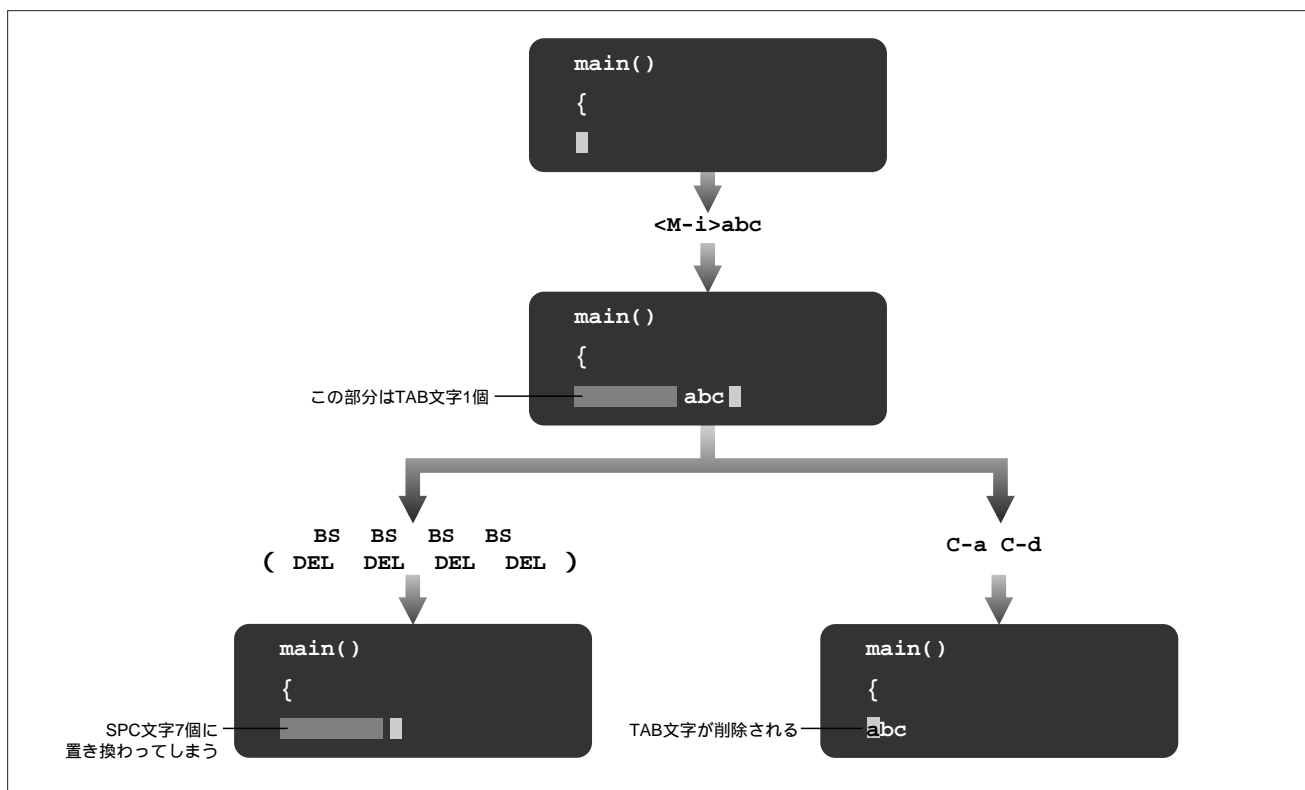 main()
{
<M-i>abc
main()
{
この部分はTAB文字1個
abc
BS BS BS BS
( DEL DEL DEL DEL )
C-a C-d
main()
{
SPC文字7個に
置き換わってしまう
main()
{
TAB文字が削除される
abc